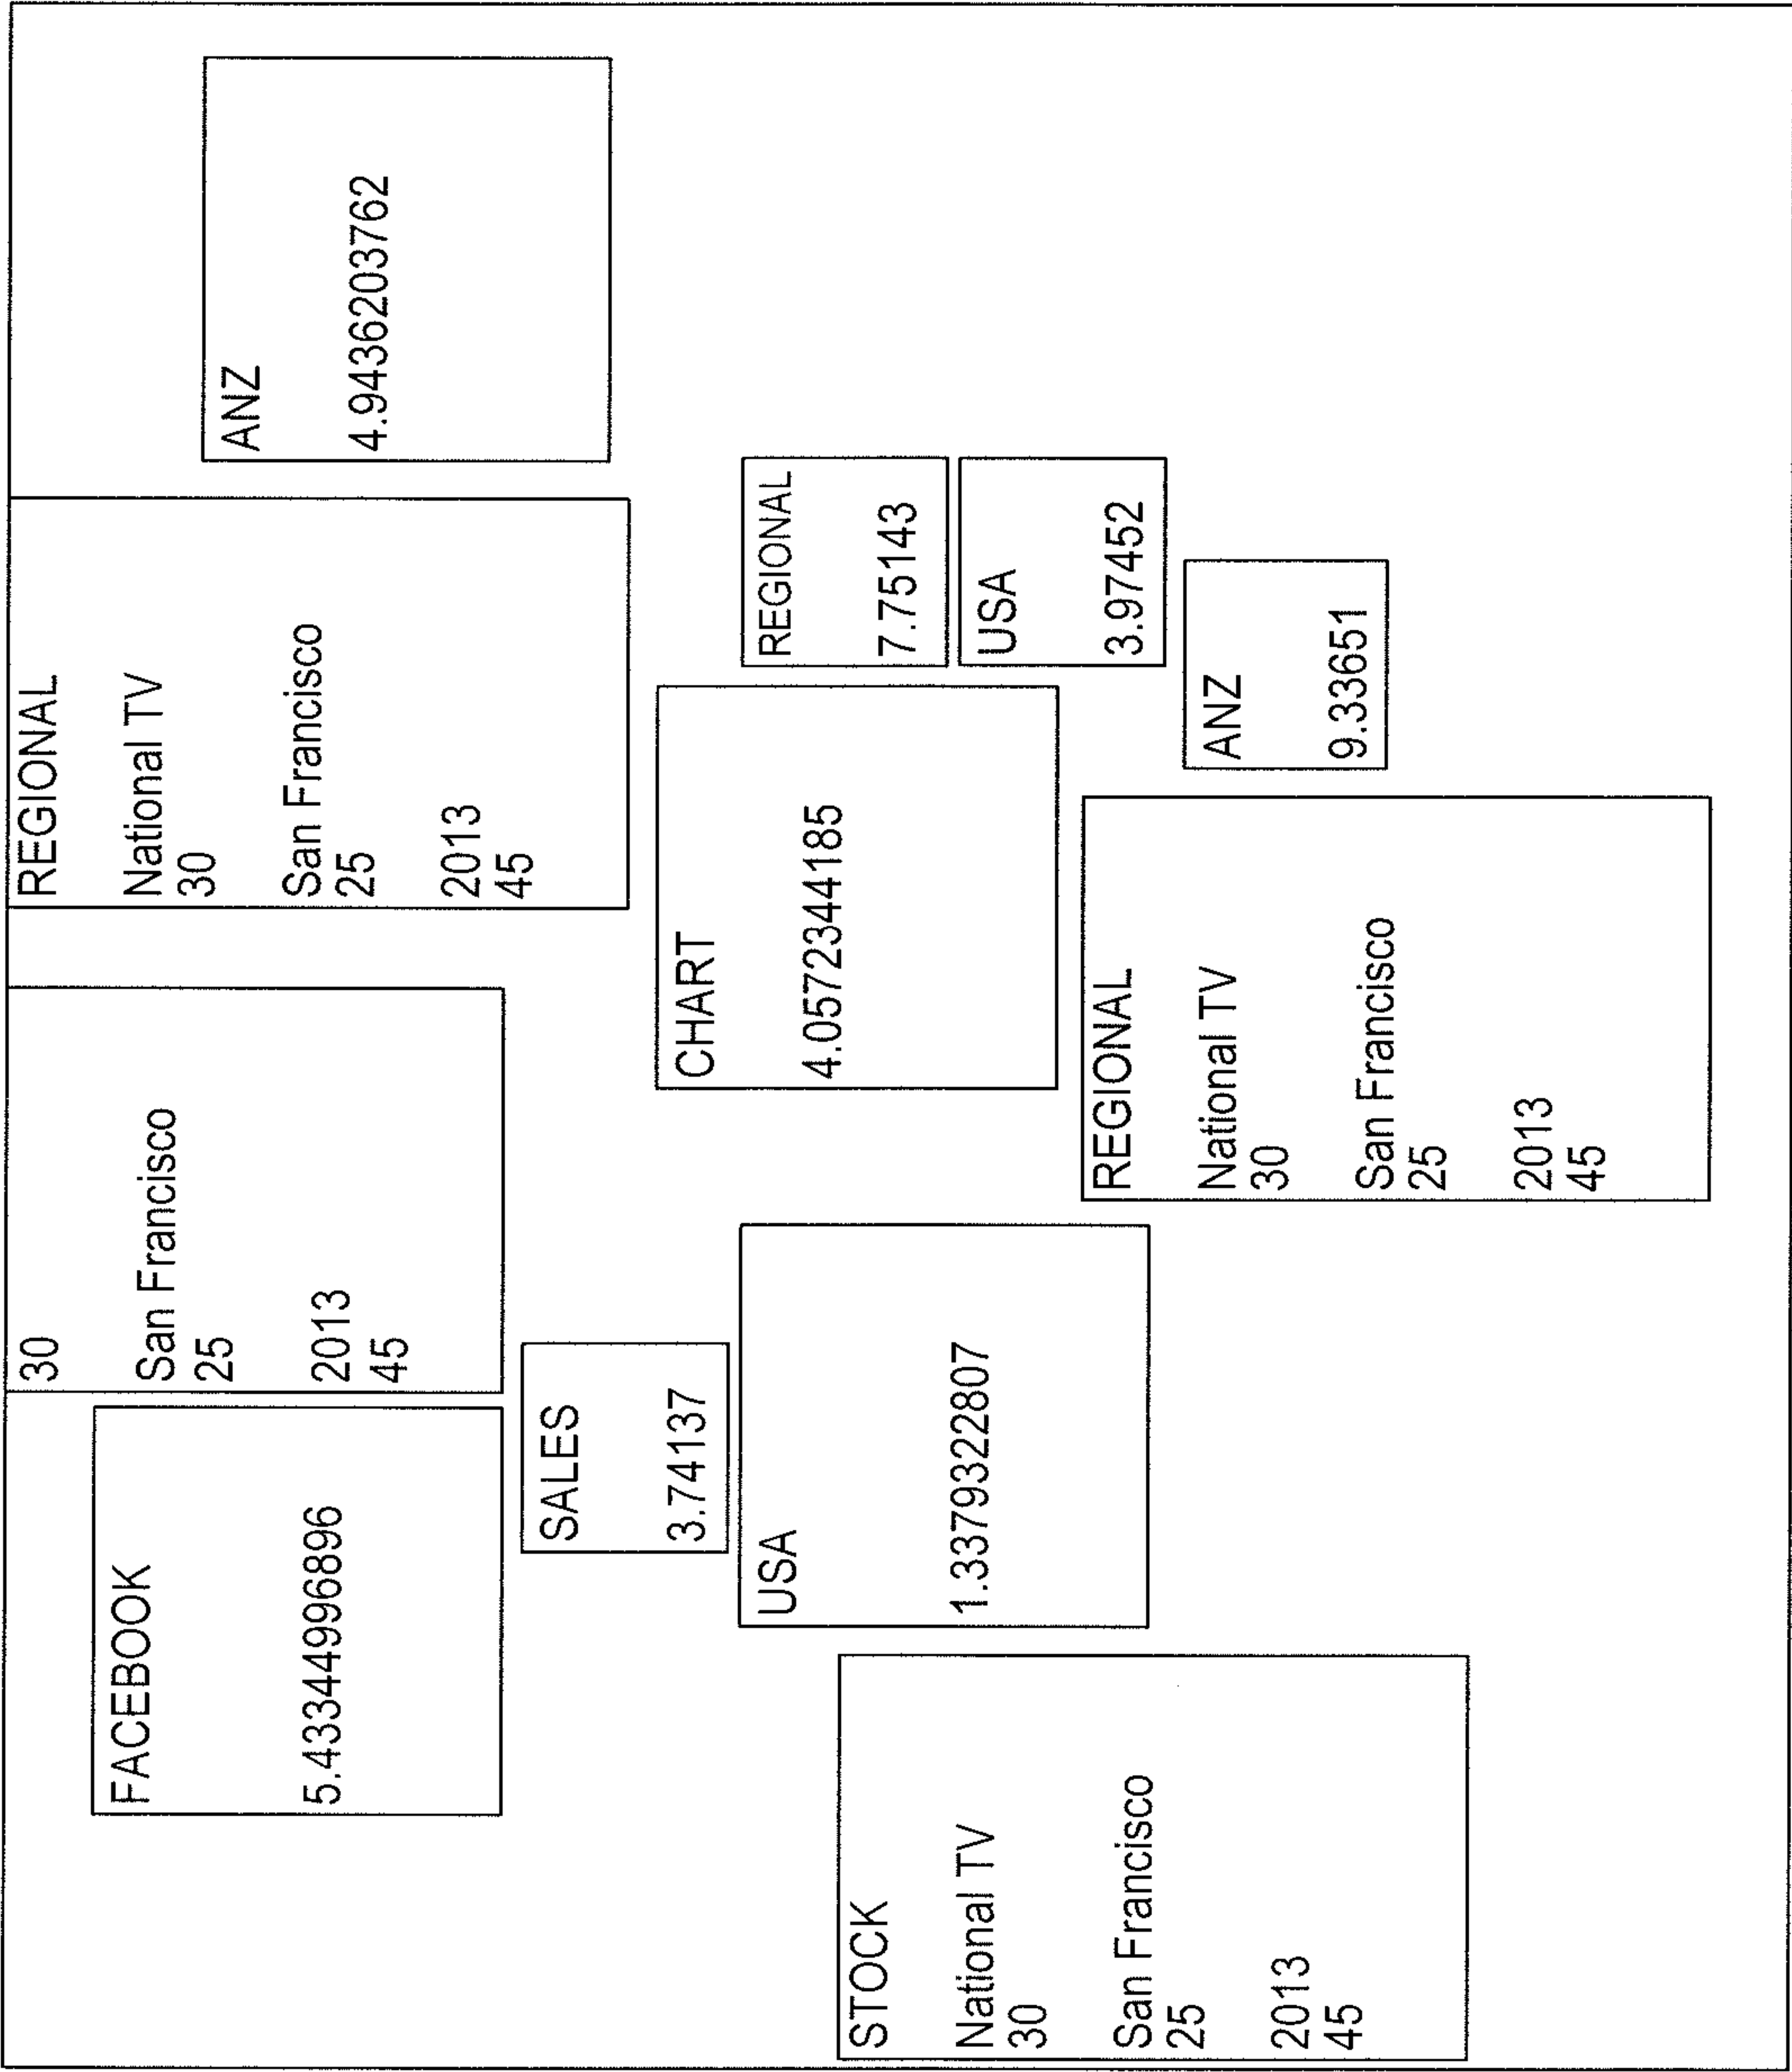 FACEBOOK
5.43344996896
30
San Francisco
25
2013
45
REGIONAL
National TV
30
San Francisco
25
2013
45
ANZ
4.9436203762
SALES
3.74137
USA
1.3379322807
CHART
4.0572344185
REGIONAL
7.75143
USA
3.97452
STOCK
National TV
30
San Francisco
25
2013
45
REGIONAL
National TV
30
San Francisco
25
2013
45
ANZ
9.33651